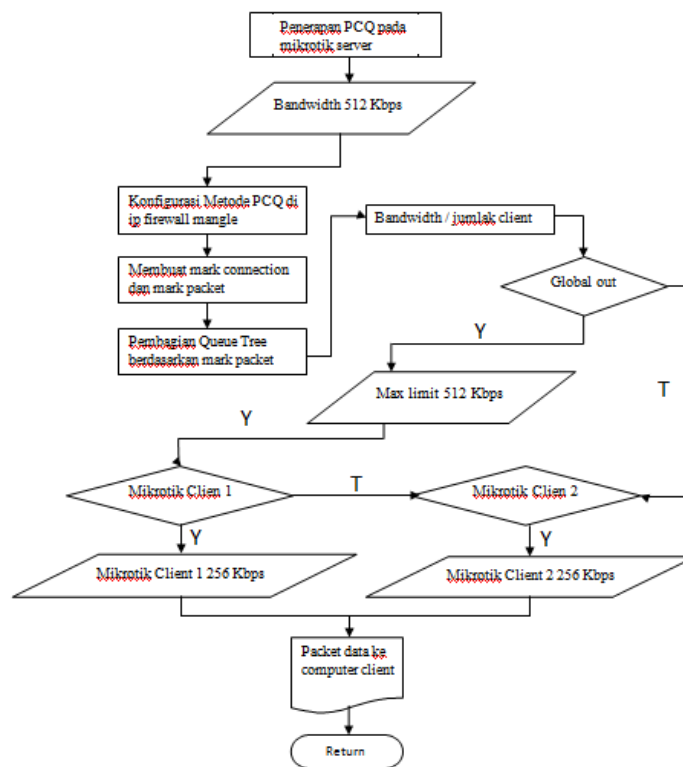 Penerapan PCQ pada
mikrotik server
Bandwidth 512 Kbps
Konfigurasi Metode PCQ di
ip firewall mangle
Bandwidth / jumlak client
Membuat mark connection
dan mark packet
Global out
Pembagian Queue Tree
berdasarkan mark packet
Y
Max limit 512 Kbps
T
Y
Mikrotik Clien 1
T
Mikrotik Clien 2
Y
Y
Mikrotik Client 1 256 Kbps
Mikrotik Client 2 256 Kbps
Packet data ke
computer client
Return